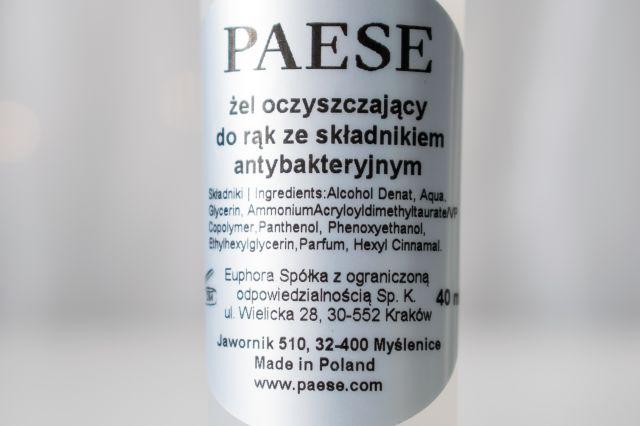 PAESE
żel oczyszczający
do rąk ze składnikiem
antybakteryjnym
Składniki | Ingredients:Alcohol Denat, Aqua,
Glycerin, AmmoniumAcryloyldimethyltaurate/VP
Copolymer,Panthenol, Phenoxyethanol,
Ethylhexylglycerin,Parfum, Hexyl Cinnamal.
Euphora Spółka z ograniczoną
odpowiedzialnością Sp. K. 40 m
ul. Wielicka 28, 30-552 Kraków
Jawornik 510, 32-400 Myślenice
Made in Poland
www.paese.com